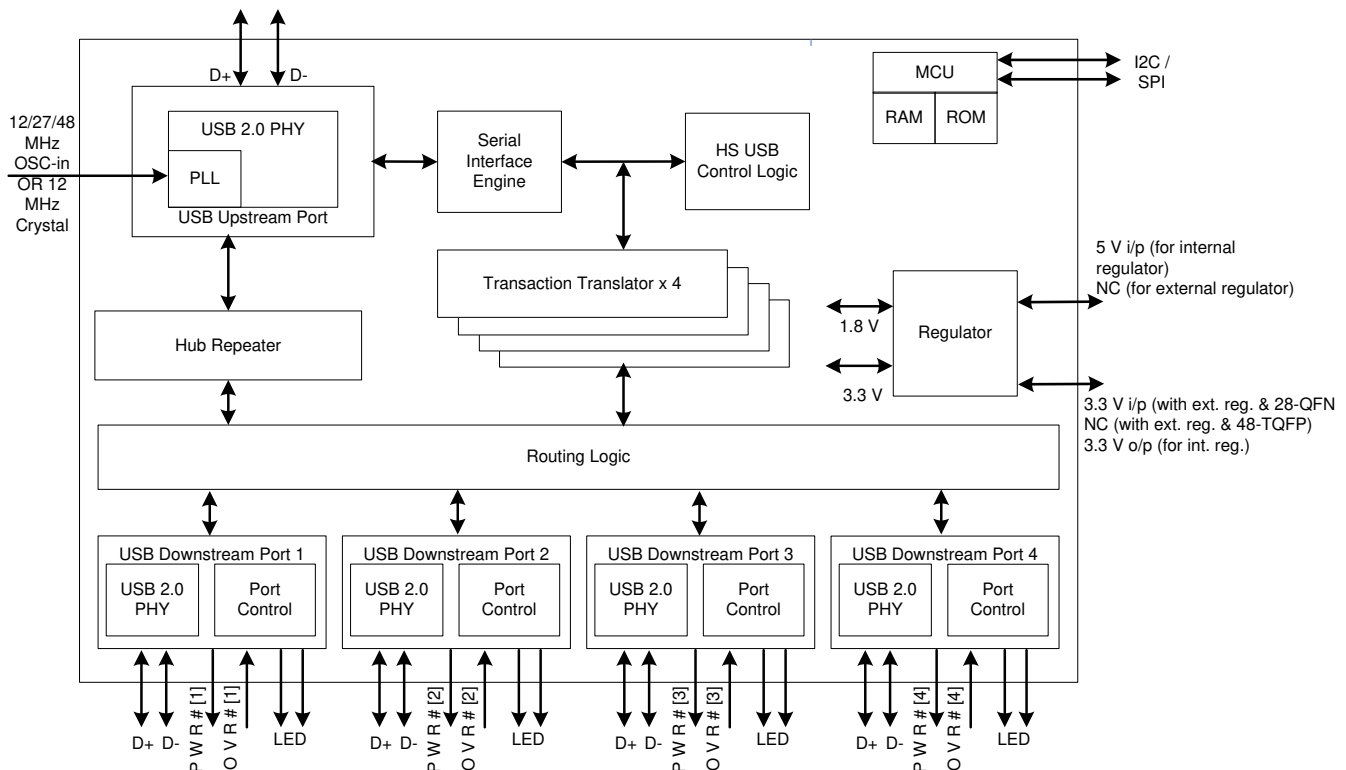 D+
D-
12/27/48
MHz
OSC-in
OR 12
MHz
Crystal
USB 2.0 PHY
PLL
USB Upstream Port
Serial
Interface
Engine
HS USB
Control Logic
MCU
RAM
ROM
I2C /
SPI
Transaction Translator x 4
Hub Repeater
1.8 V
3.3 V
Regulator
5 V i/p (for internal
regulator)
NC (for external regulator)
3.3 V i/p (with ext. reg. & 28-QFN
NC (with ext. reg. & 48-TQFP)
3.3 V o/p (for int. reg.)
Routing Logic
USB Downstream Port 1
USB 2.0
PHY
Port
Control
USB Downstream Port 2
USB 2.0
PHY
Port
Control
USB Downstream Port 3
USB 2.0
PHY
Port
Control
USB Downstream Port 4
USB 2.0
PHY
Port
Control
D+
D-
PWR#[1]
OVR#[1]
LED
D+
D-
PWR#[2]
OVR#[2]
LED
D+
D-
PWR#[3]
OVR#[3]
LED
D+
D-
PWR#[4]
OVR#[4]
LED